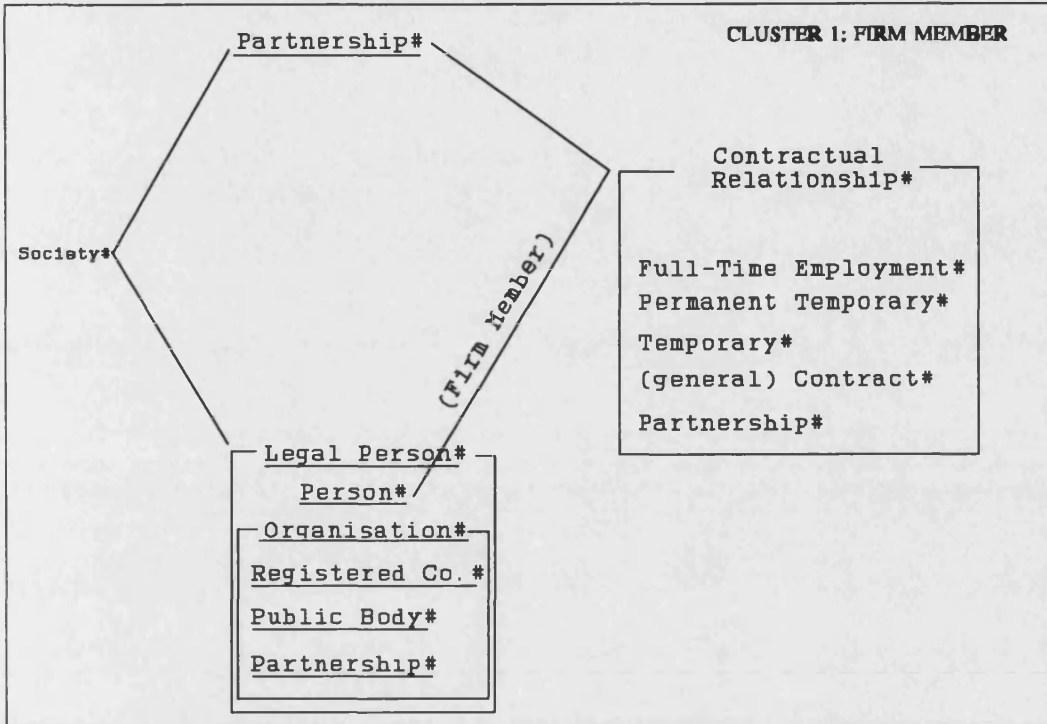 CLUSTER 1: FIRM MEMBER
Partnership#
Contractual
Relationship#
Society#
(Firm Member)
Full-Time Employment#
Permanent Temporary#
Temporary#
(general) Contract#
Partnership#
Legal Person#
Person#
Organisation#
Registered Co.#
Public Body#
Partnership#